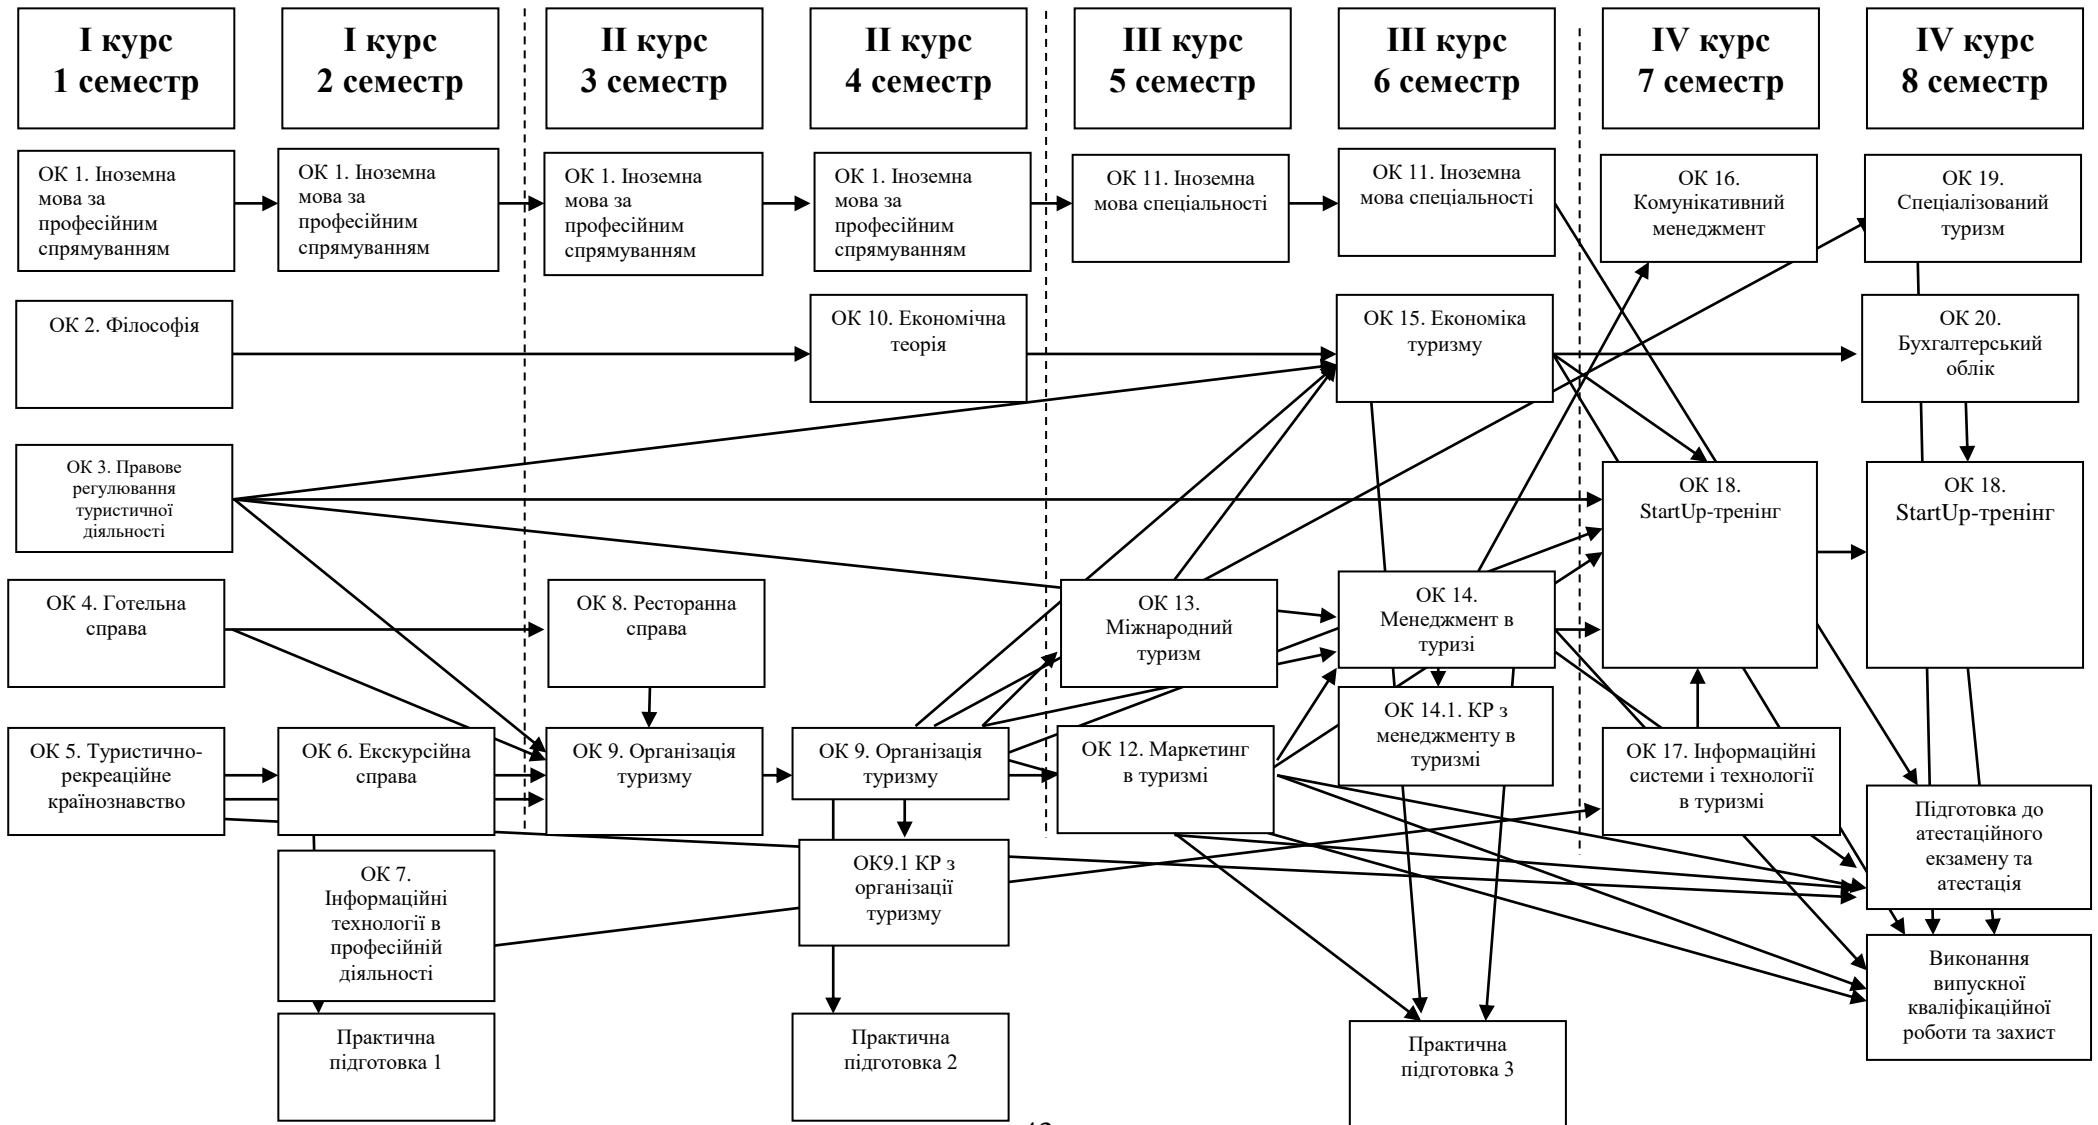 І курс
1 семестр
І курс
2 семестр
ІІ курс
3 семестр
ІІ курс
4 семестр
ІІІ курс
5 семестр
ІІІ курс
6 семестр
IV курс
7 семестр
IV курс
8 семестр
ОК 1. Іноземна
мова за
професійним
спрямуванням
ОК 1. Іноземна
мова за
професійним
спрямуванням
ОК 1. Іноземна
мова за
професійним
спрямуванням
ОК 1. Іноземна
мова за
професійним
спрямуванням
ОК 11. Іноземна
мова спеціальності
ОК 11. Іноземна
мова спеціальності
ОК 16.
Комунікативний
менеджмент
ОК 19.
Спеціалізований
туризм
ОК 2. Філософія
ОК 10. Економічна
теорія
ОК 15. Економіка
туризму
ОК 20.
Бухгалтерський
облік
ОК 3. Правове
регулювання
туристичної
діяльності
ОК 18.
StartUp-тренінг
ОК 18.
StartUp-тренінг
ОК 4. Готельна
справа
ОК 8. Ресторанна
справа
ОК 13.
Міжнародний
туризм
ОК 14.
Менеджмент в
туризі
ОК 14.1. КР з
менеджменту в
туризмі
ОК 5. Туристично-
рекреаційне
країнознавство
ОК 6. Екскурсійна
справа
ОК 9. Організація
туризму
ОК 9. Організація
туризму
ОК 12. Маркетинг
в туризмі
ОК 17. Інформаційні
системи і технології
в туризмі
Підготовка до
атестаційного
екзамену та
атестація
ОК 7.
Інформаційні
технології в
професійній
діяльності
ОК9.1 КР з
організації
туризму
Виконання
випускної
кваліфікаційної
роботи та захист
Практична
підготовка 1
Практична
підготовка 2
Практична
підготовка 3